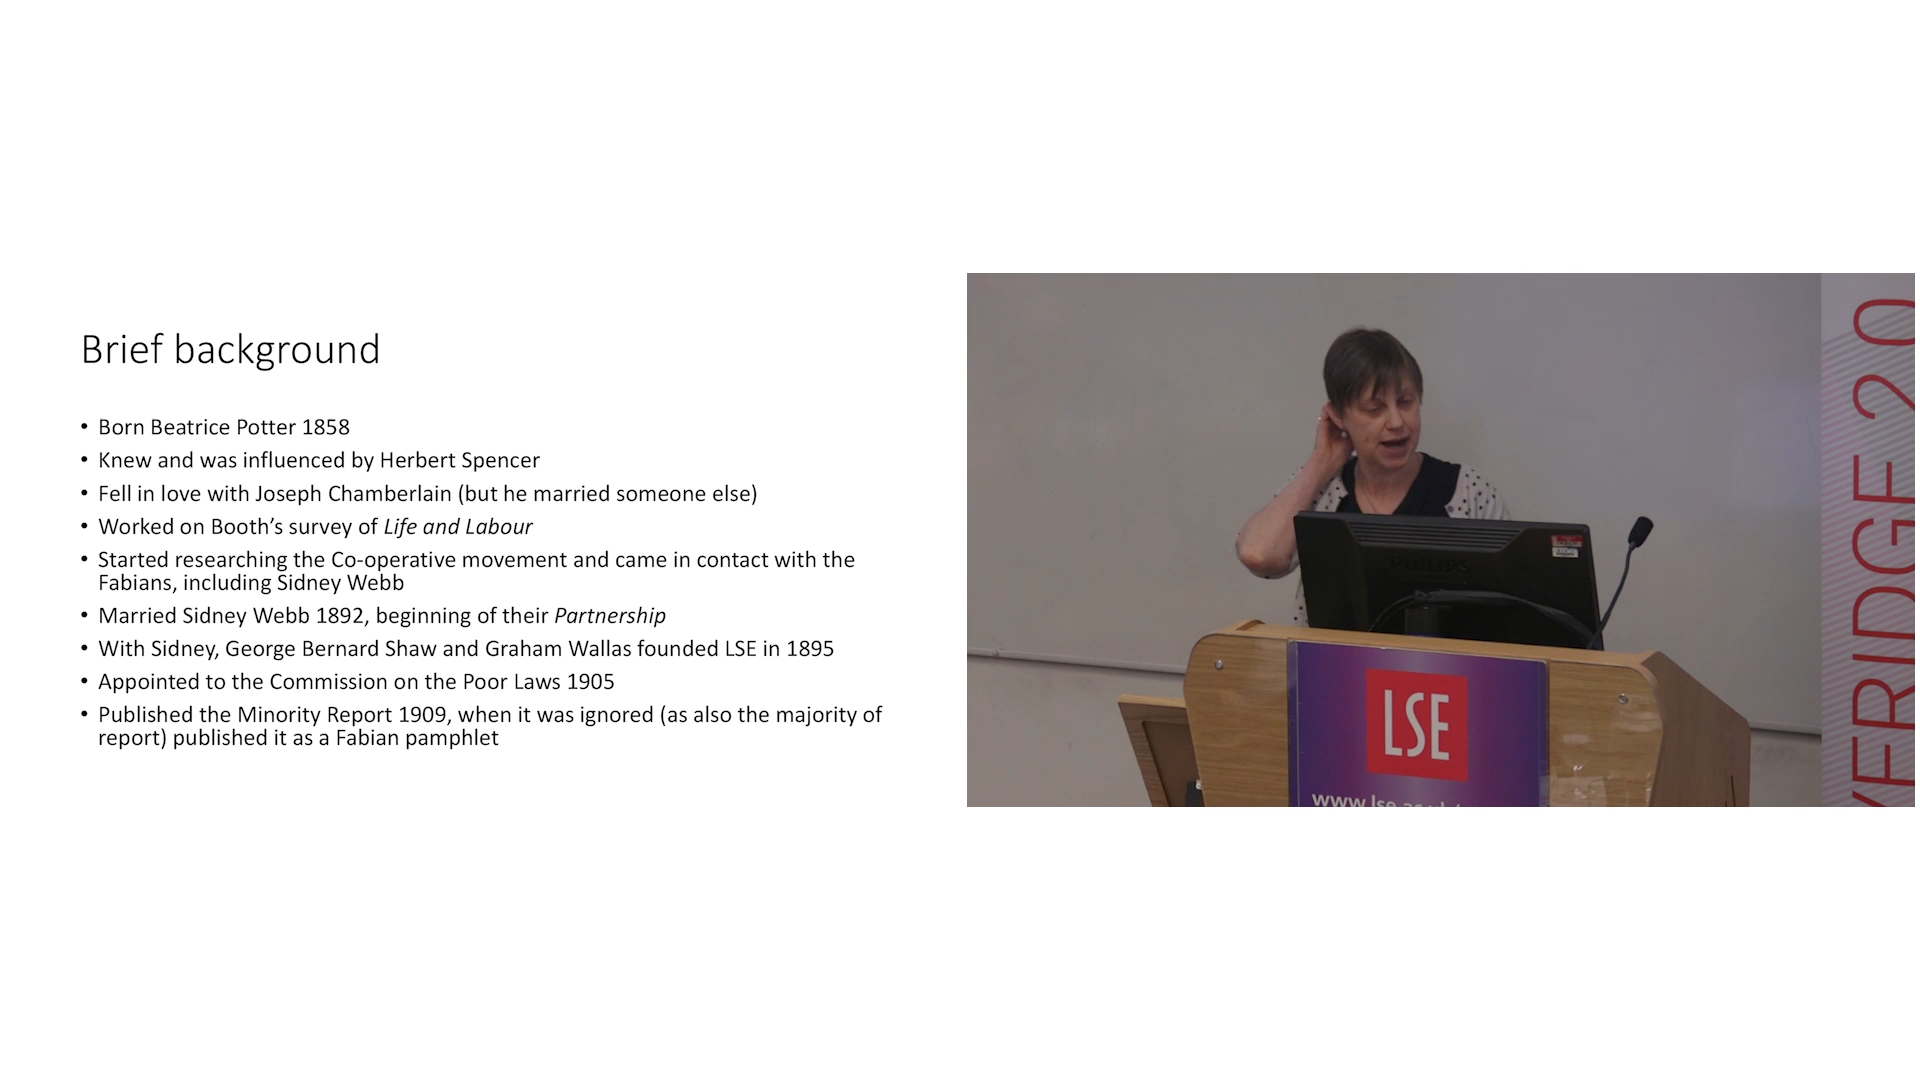 Brief background
• Born Beatrice Potter 1858
• Knew and was influenced by Herbert Spencer
• Fell in love with Joseph Chamberlain (but he married someone else)
• Worked on Booth’s survey of Life and Labour
• Started researching the Co-operative movement and came in contact with the
Fabians, including Sidney Webb
• Married Sidney Webb 1892, beginning of their Partnership
• With Sidney, George Bernard Shaw and Graham Wallas founded LSE in 1895
• Appointed to the Commission on the Poor Laws 1905
• Published the Minority Report 1909, when it was ignored (as also the majority of
report) published it as a Fabian pamphlet
PHILIPS
LSE
www.lse.ac.uk
VERIDGE 2.0